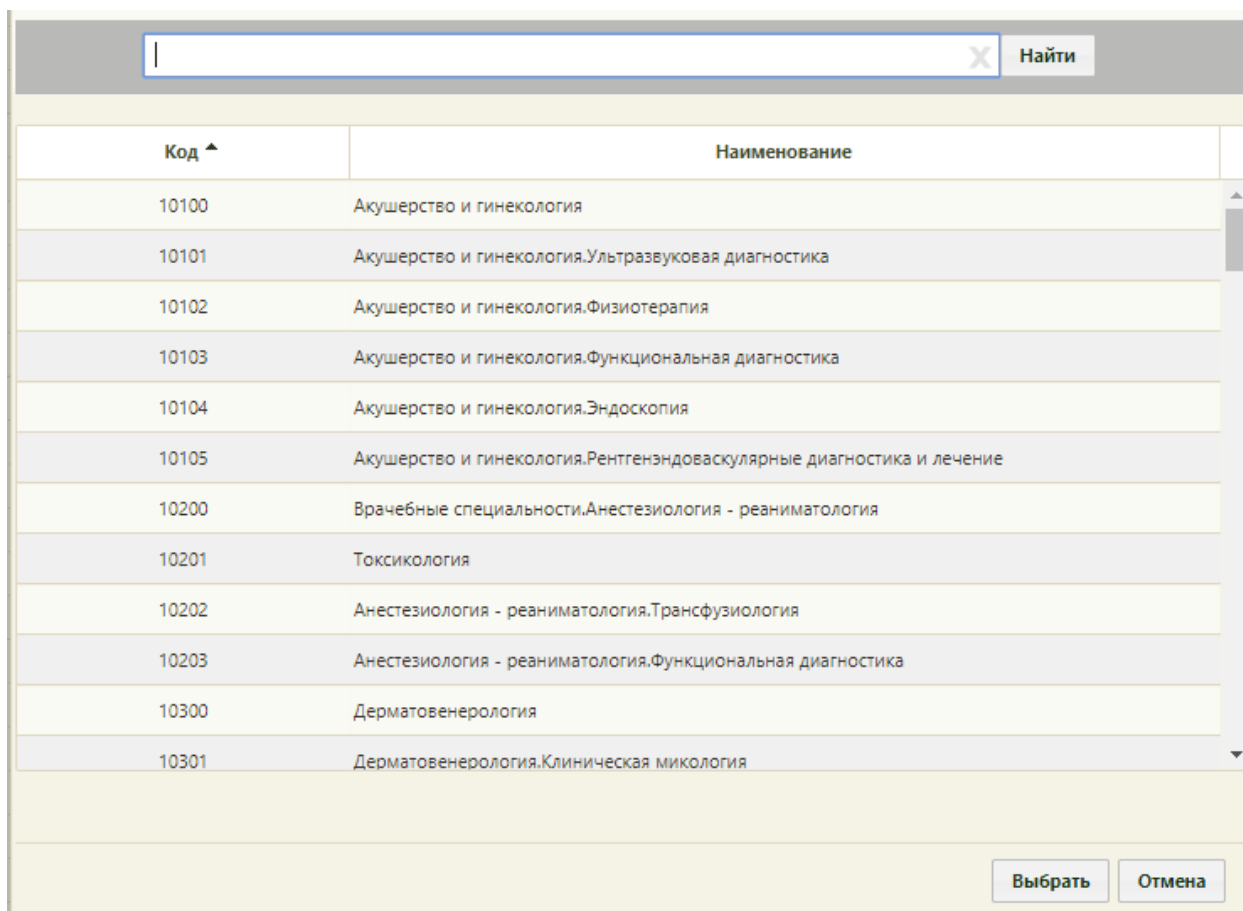 X Найти
Код Наименование
10100 Акушерство и гинекология
10101 Акушерство и гинекология.Ультразвуковая диагностика
10102 Акушерство и гинекология.Физиотерапия
10103 Акушерство и гинекология.Функциональная диагностика
10104 Акушерство и гинекология.Эндоскопия
10105 Акушерство и гинекология.Рентгенэндоваскулярные диагностика и лечение
10200 Врачебные специальности.Анестезиология - реаниматология
10201 Токсикология
10202 Анестезиология - реаниматология.Трансфузиология
10203 Анестезиология - реаниматология.Функциональная диагностика
10300 Дерматовенерология
10301 Дерматовенерология.Клиническая микология
Выбрать Отмена